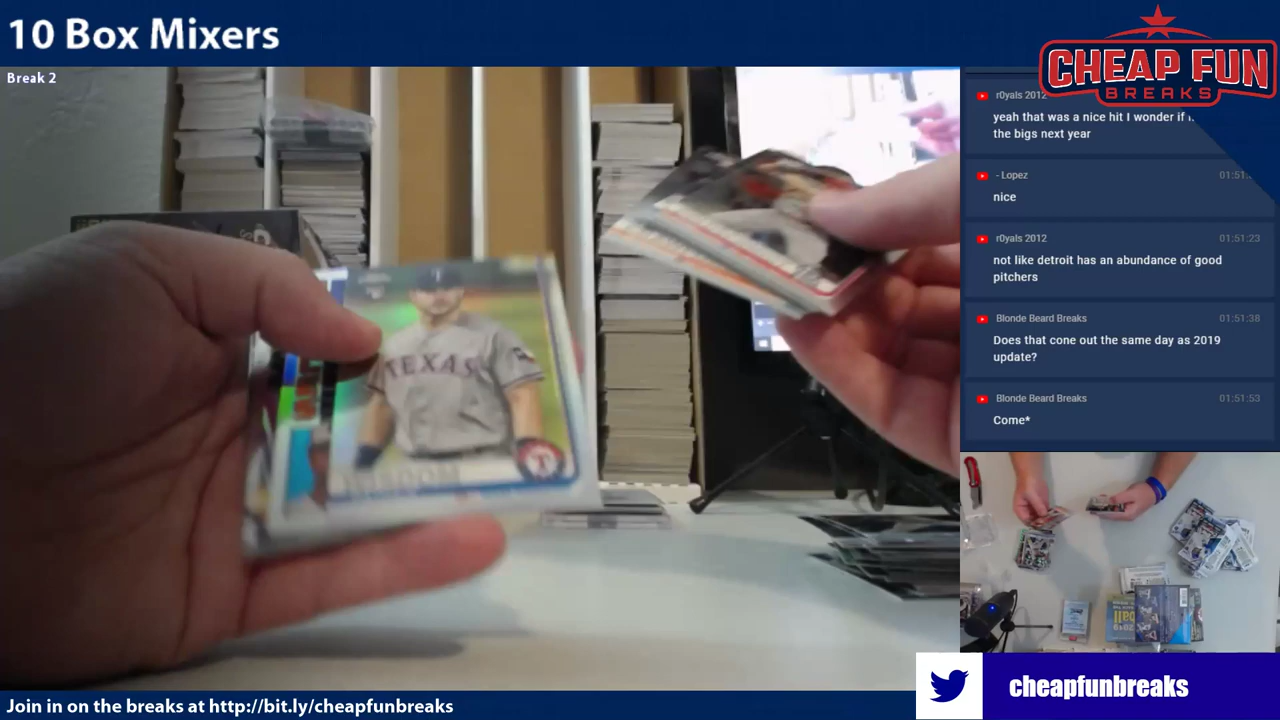 10 Box Mixers
Break 2
CHEAP FUN
BREAKS
r0yals 2012
yeah that was a nice hit I wonder if
the bigs next year
- Lopez
nice
r0yals 2012
01:51:23
not like detroit has an abundance of good
pitchers
Blonde Beard Breaks
01:51:38
Does that cone out the same day as 2019
update?
Blonde Beard Breaks
01:51:53
Come*
TEXAS
T
2019
cheapfunbreaks
Join in on the breaks at http://bit.ly/cheapfunbreaks